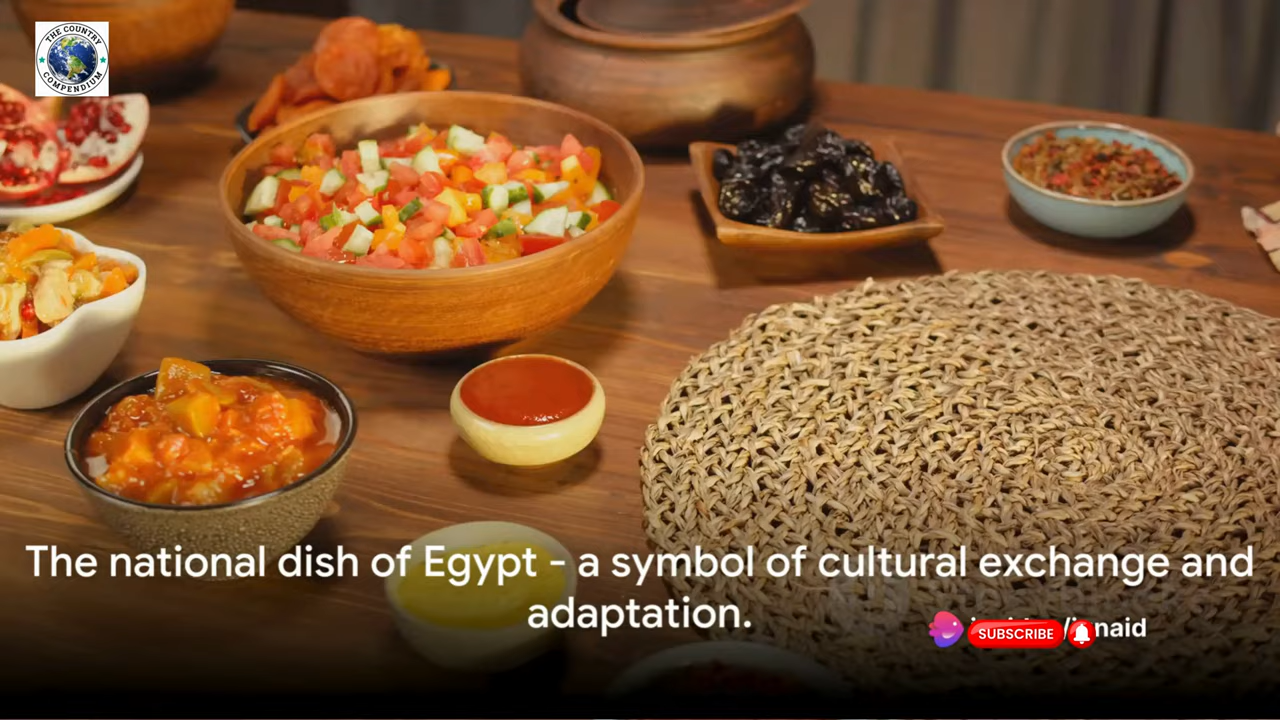 THE COUNTRY
COMPENDIUM
The national dish of Egypt - a symbol of cultural exchange and
adaptation.
SUBSCRIBE